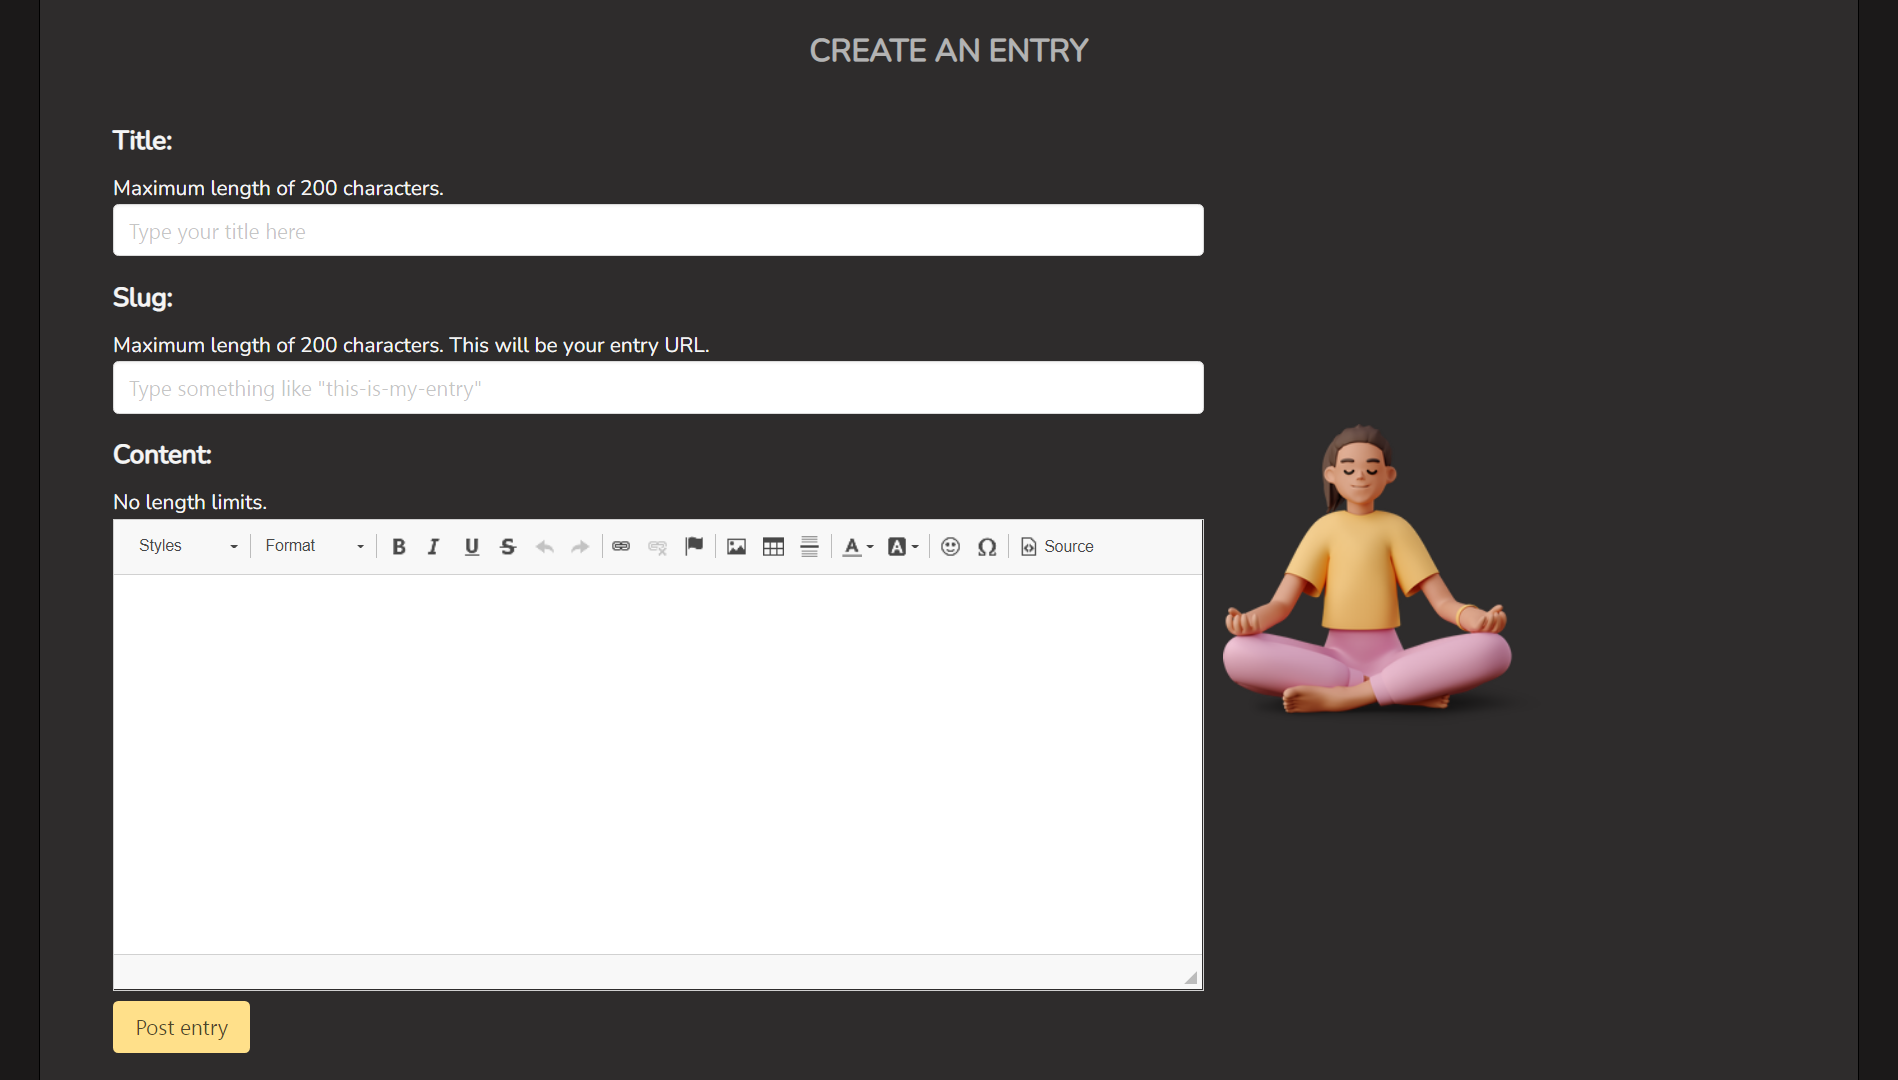 CREATE AN ENTRY
Title:
Maximum length of 200 characters.
Type your title here
Slug:
Maximum length of 200 characters. This will be your entry URL.
Type something like "this-is-my-entry"
Content:
No length limits.
Styles Format B I U S A A Ω Source
Post entry